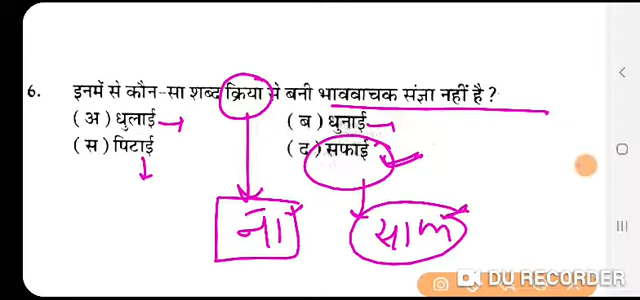 6. इनमें से कौन-सा शब्द क्रिया से बनी भाववाचक संज्ञा नहीं है ?
( अ ) धुलाई ( ब ) धुनाई
( स ) पिटाई ( द ) सफाई
ना साफ
DU RECORDER